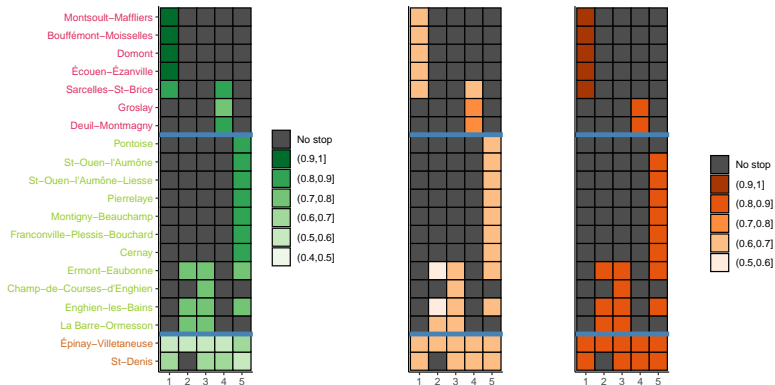 Montsoult−Maffliers
Bouffémont−Moisselles
Domont
Écouen−Ézanville
Sarcelles−St−Brice
Groslay
Deuil−Montmagny
Pontoise
St−Ouen−l'Aumône
St−Ouen−l'Aumône−Liesse
Pierrelaye
Montigny−Beauchamp
Franconville−Plessis−Bouchard
Cernay
Ermont−Eaubonne
Champ−de−Courses−d'Enghien
Enghien−les−Bains
La Barre−Ormesson
Épinay−Villetaneuse
St−Denis
1 2 3 4 5
No stop
(0.9,1]
(0.8,0.9]
(0.7,0.8]
(0.6,0.7]
(0.5,0.6]
(0.4,0.5]
1 2 3 4 5
1 2 3 4 5
No stop
(0.9,1]
(0.8,0.9]
(0.7,0.8]
(0.6,0.7]
(0.5,0.6]